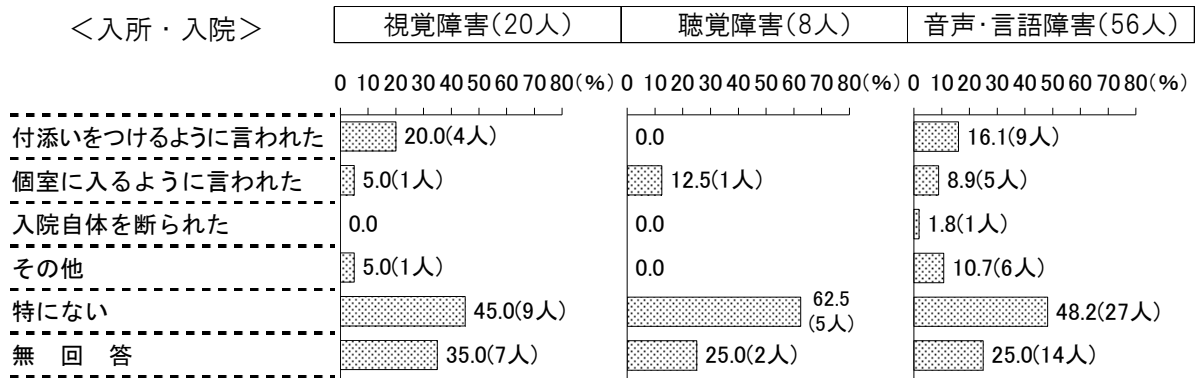 ＜入所・入院＞ 視覚障害(20人) 聴覚障害(8人) 音声・言語障害(56人)
0 10 20 30 40 50 60 70 80(%) 0 10 20 30 40 50 60 70 80(%) 0 10 20 30 40 50 60 70 80(%)
付添いをつけるように言われた 20.0(4人) 0.0 16.1(9人)
個室に入るように言われた 5.0(1人) 12.5(1人) 8.9(5人)
入院自体を断られた 0.0 0.0 1.8(1人)
その他 5.0(1人) 0.0 10.7(6人)
特にない 45.0(9人) 62.5(5人) 48.2(27人)
無回答 35.0(7人) 25.0(2人) 25.0(14人)